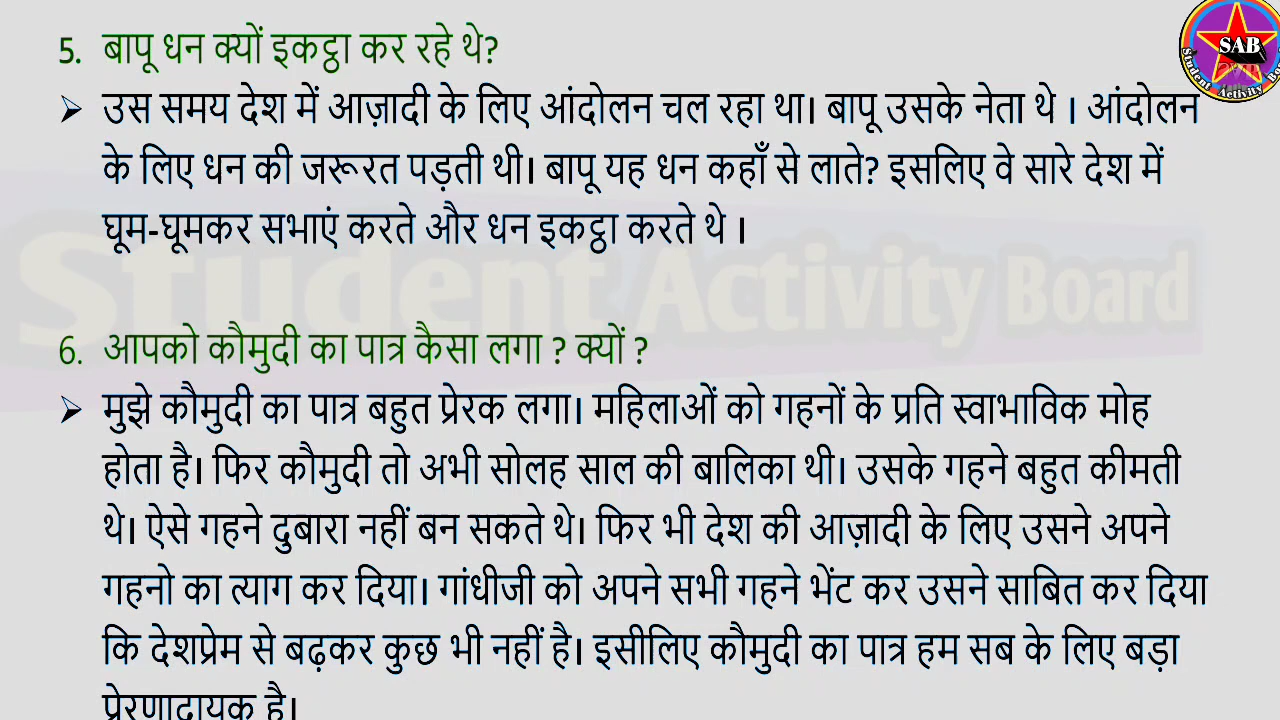 5. बापू धन क्यों इकट्ठा कर रहे थे?
SAB
Student Activity
➢ उस समय देश में आज़ादी के लिए आंदोलन चल रहा था। बापू उसके नेता थे । आंदोलन
के लिए धन की जरूरत पड़ती थी। बापू यह धन कहाँ से लाते? इसलिए वे सारे देश में
घूम-घूमकर सभाएं करते और धन इकट्ठा करते थे ।
Student Activity Board
6. आपको कौमुदी का पात्र कैसा लगा ? क्यों ?
➢ मुझे कौमुदी का पात्र बहुत प्रेरक लगा। महिलाओं को गहनों के प्रति स्वाभाविक मोह
होता है। फिर कौमुदी तो अभी सोलह साल की बालिका थी। उसके गहने बहुत कीमती
थे। ऐसे गहने दुबारा नहीं बन सकते थे। फिर भी देश की आज़ादी के लिए उसने अपने
गहनो का त्याग कर दिया। गांधीजी को अपने सभी गहने भेंट कर उसने साबित कर दिया
कि देशप्रेम से बढ़कर कुछ भी नहीं है। इसीलिए कौमुदी का पात्र हम सब के लिए बड़ा
प्रेरणादायक है।